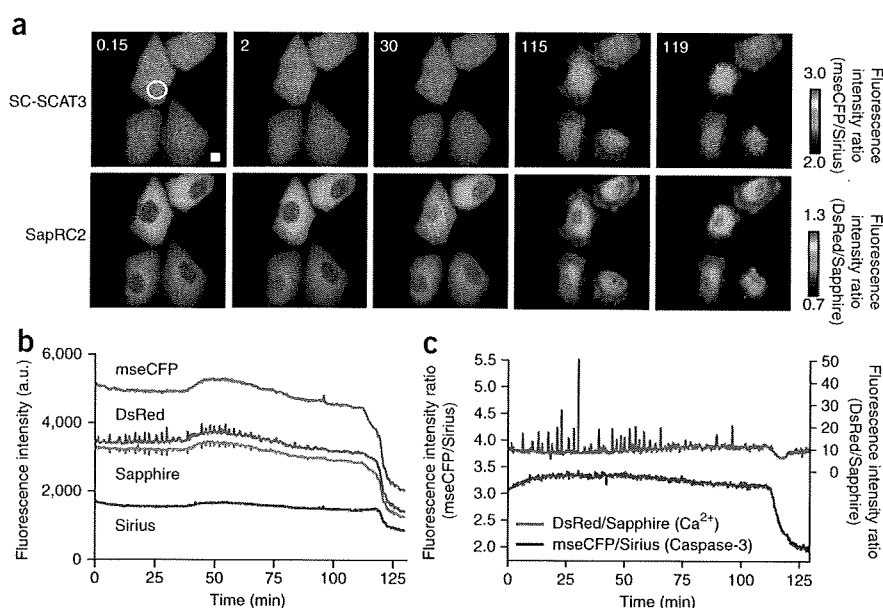 a
0.15
2
30
115
119
SC-SCAT3
3.0
2.0
Fluorescence
intensity ratio
(mseCFP/Sirius)
SapRC2
1.3
0.7
Fluorescence
intensity ratio
(DsRed/Sapphire)
b
6,000
4,000
2,000
0
Fluorescence intensity (a.u.)
mseCFP
DsRed
Sapphire
Sirius
0
25
50
75
100
125
Time (min)
c
5.5
5.0
4.5
4.0
3.5
3.0
2.5
2.0
Fluorescence intensity ratio
(mseCFP/Sirius)
50
40
30
20
10
0
Fluorescence intensity ratio
(DsRed/Sapphire)
DsRed/Sapphire (Ca2+)
mseCFP/Sirius (Caspase-3)
0
25
50
75
100
125
Time (min)